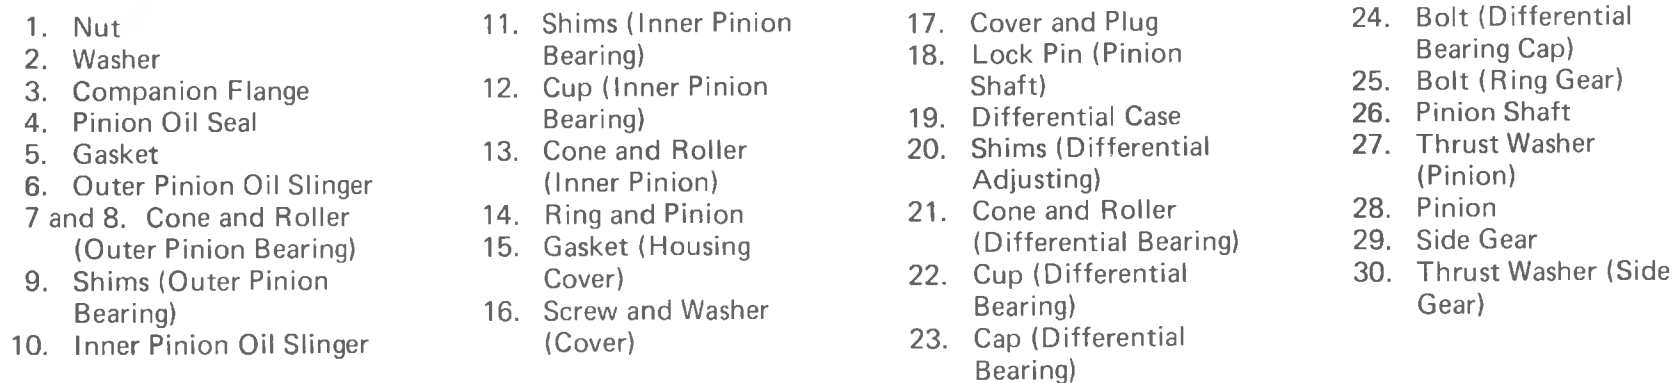 1. Nut
2. Washer
3. Companion Flange
4. Pinion Oil Seal
5. Gasket
6. Outer Pinion Oil Slinger
7 and 8. Cone and Roller
(Outer Pinion Bearing)
9. Shims (Outer Pinion
Bearing)
10. Inner Pinion Oil Slinger
11. Shims (Inner Pinion
Bearing)
12. Cup (Inner Pinion
Bearing)
13. Cone and Roller
(Inner Pinion)
14. Ring and Pinion
15. Gasket (Housing
Cover)
16. Screw and Washer
(Cover)
17. Cover and Plug
18. Lock Pin (Pinion
Shaft)
19. Differential Case
20. Shims (Differential
Adjusting)
21. Cone and Roller
(Differential Bearing)
22. Cup (Differential
Bearing)
23. Cap (Differential
Bearing)
24. Bolt (Differential
Bearing Cap)
25. Bolt (Ring Gear)
26. Pinion Shaft
27. Thrust Washer
(Pinion)
28. Pinion
29. Side Gear
30. Thrust Washer (Side
Gear)